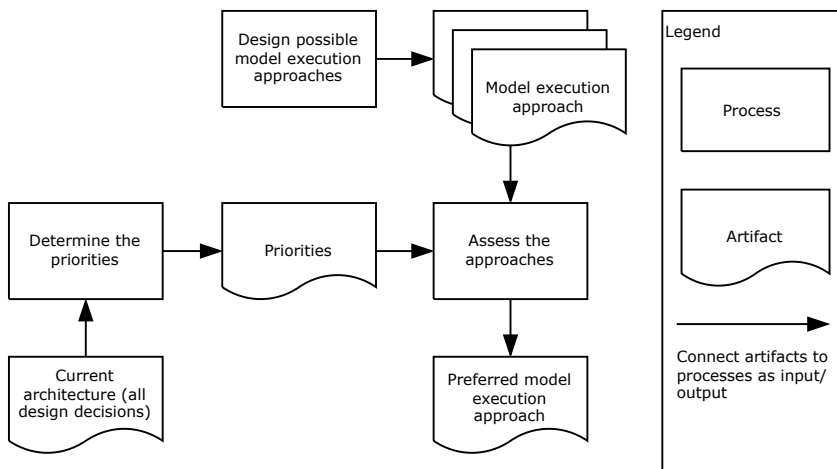 Design possible
model execution
approaches
Model execution
approach
Determine the
priorities
Priorities
Assess the
approaches
Current
architecture (all
design decisions)
Preferred model
execution
approach
Legend
Process
Artifact
Connect artifacts to
processes as input/
output